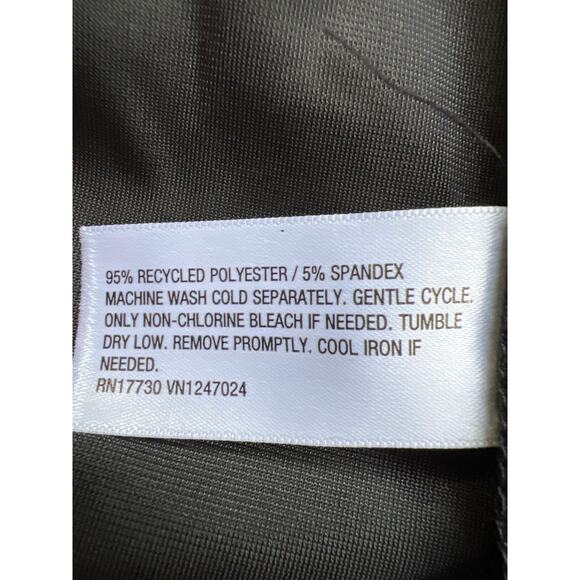 95% RECYCLED POLYESTER / 5% SPANDEX
MACHINE WASH COLD SEPARATELY. GENTLE CYCLE.
ONLY NON-CHLORINE BLEACH IF NEEDED. TUMBLE
DRY LOW. REMOVE PROMPTLY. COOL IRON IF
NEEDED.
RN17730 VN1247024